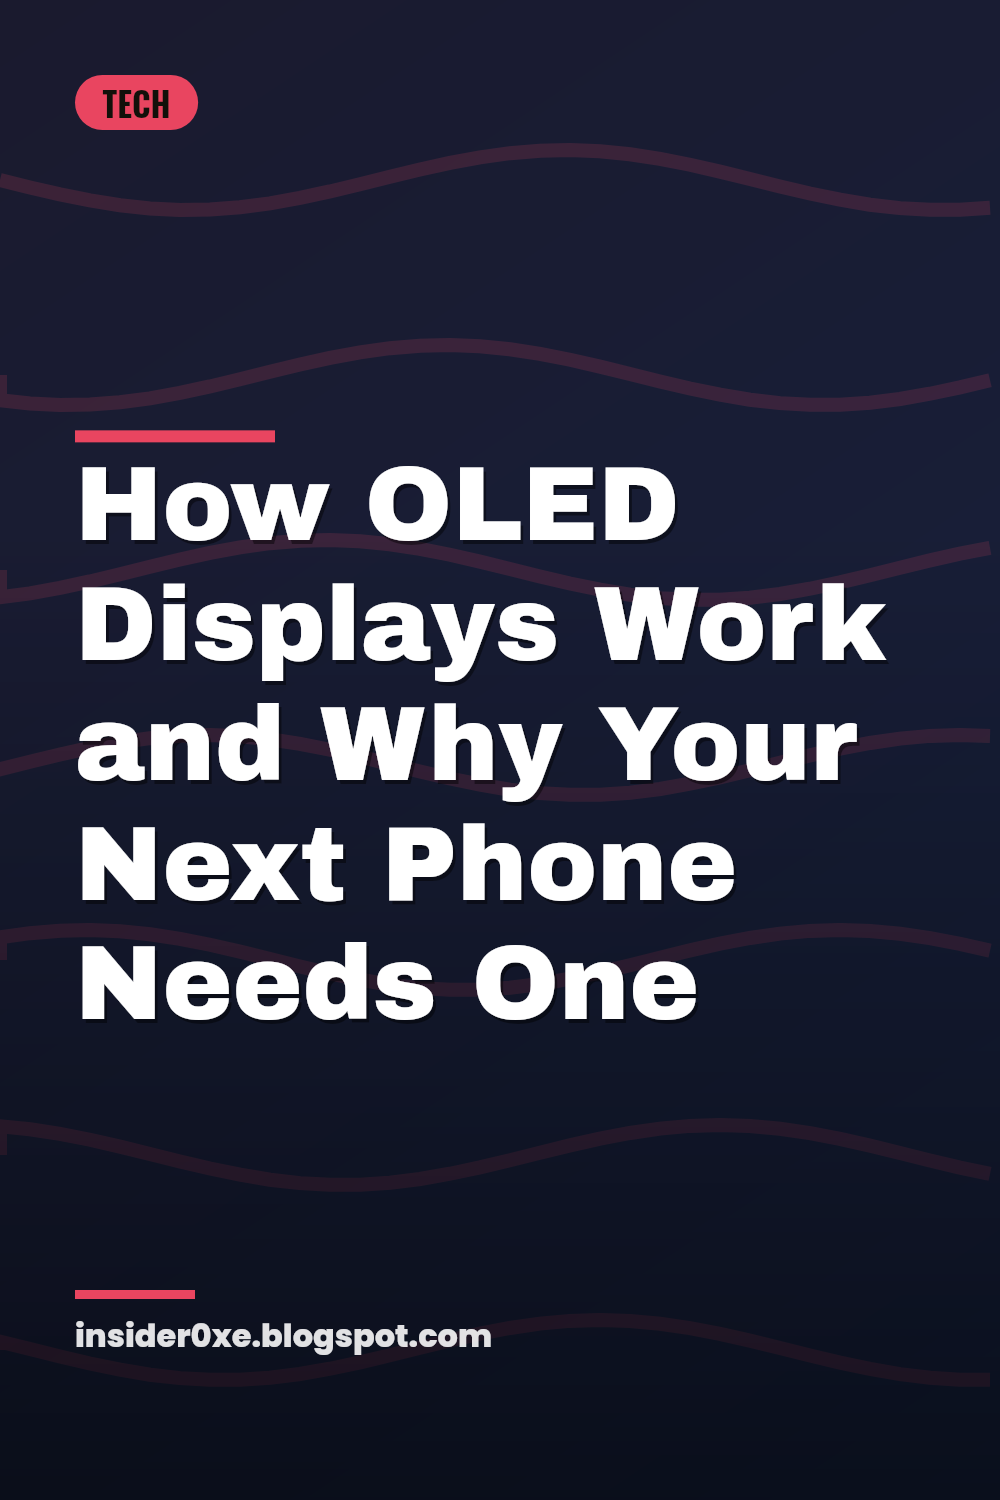 TECH
How OLED
Displays Work
and Why Your
Next Phone
Needs One
insider0xe.blogspot.com